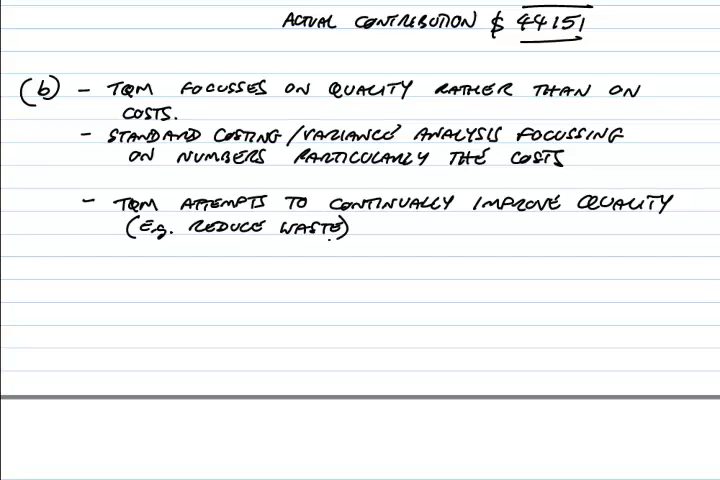 ACTUAL CONTRIBUTION $ 44151
(b) - TQM FOCUSSES ON QUALITY RATHER THAN ON
COSTS.
- STANDARD COSTING/VARIANCE ANALYSIS FOCUSSING
ON NUMBERS PARTICULARLY THE COSTS
- TQM ATTEMPTS TO CONTINUALLY IMPROVE QUALITY
(E.g. REDUCE WASTE)